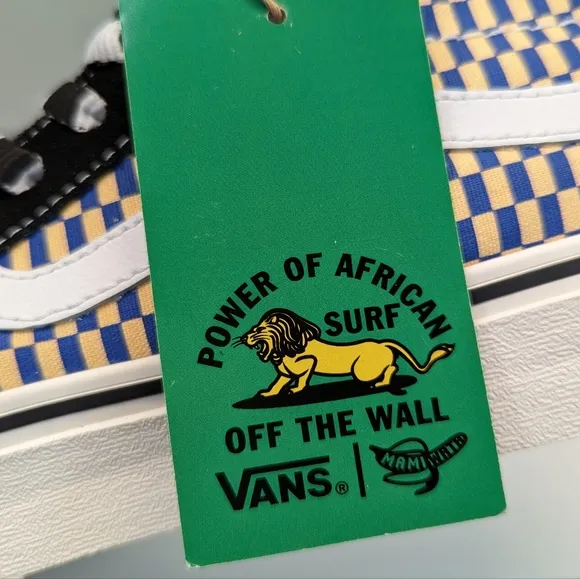 POWER OF AFRICAN
SURF
OFF THE WALL
VANS® MAMI WATA